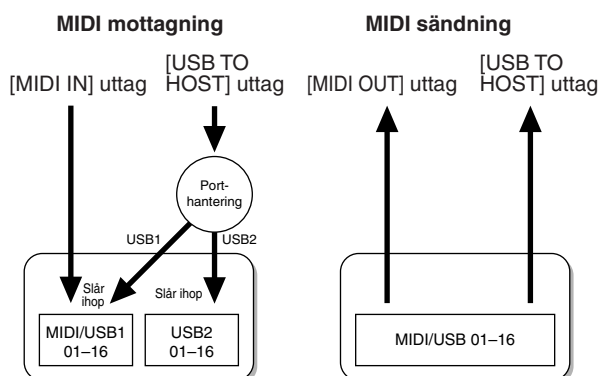 MIDI mottagning
[MIDI IN] uttag
[USB TO
HOST] uttag
Port-
hantering
USB1
USB2
Slår
ihop
Slår ihop
MIDI/USB1
01–16
USB2
01–16
MIDI sändning
[MIDI OUT] uttag
[USB TO
HOST] uttag
MIDI/USB 01–16